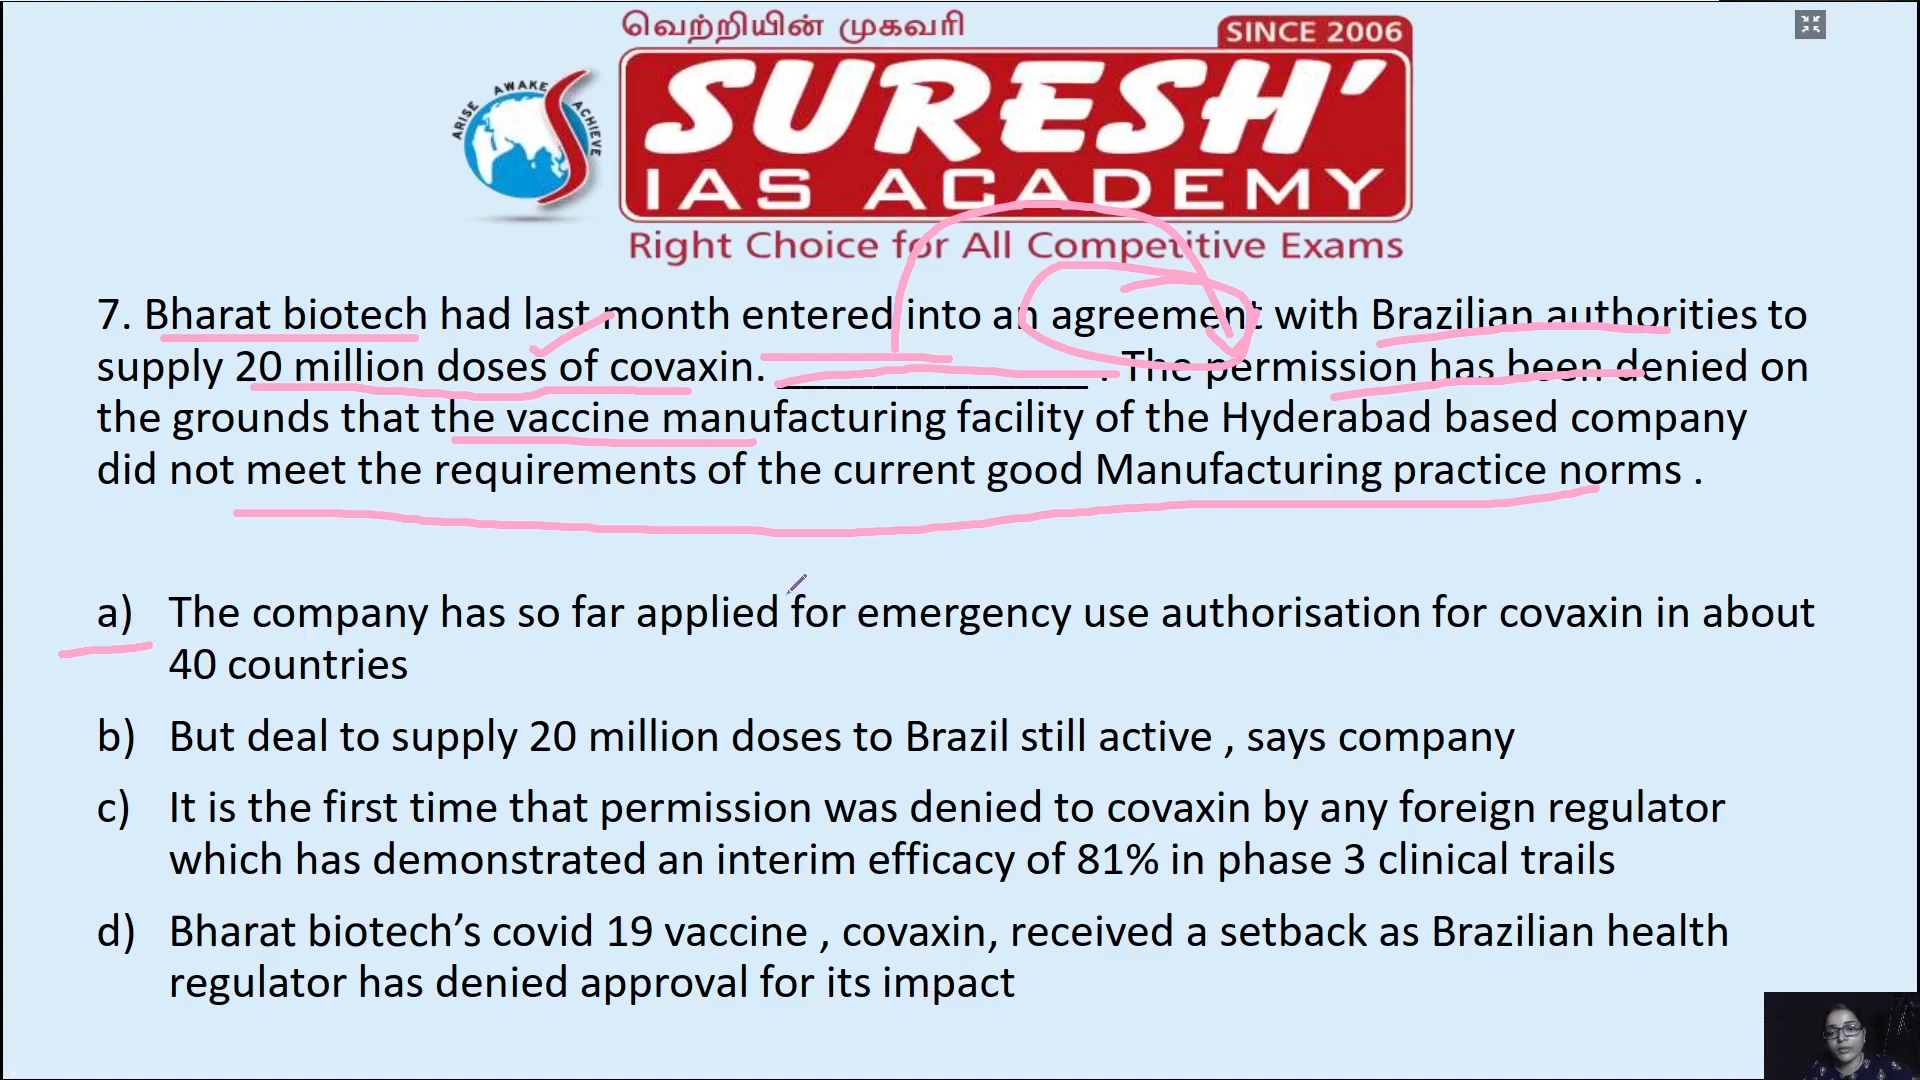 வெற்றியின் முகவரி
SINCE 2006
ARISE AWAKE ACHIEVE
SURESH'
IAS ACADEMY
Right Choice for All Competitive Exams
7. Bharat biotech had last month entered into an agreement with Brazilian authorities to
supply 20 million doses of covaxin. ______________ . The permission has been denied on
the grounds that the vaccine manufacturing facility of the Hyderabad based company
did not meet the requirements of the current good Manufacturing practice norms .
a) The company has so far applied for emergency use authorisation for covaxin in about
40 countries
b) But deal to supply 20 million doses to Brazil still active , says company
c) It is the first time that permission was denied to covaxin by any foreign regulator
which has demonstrated an interim efficacy of 81% in phase 3 clinical trails
d) Bharat biotech’s covid 19 vaccine , covaxin, received a setback as Brazilian health
regulator has denied approval for its impact